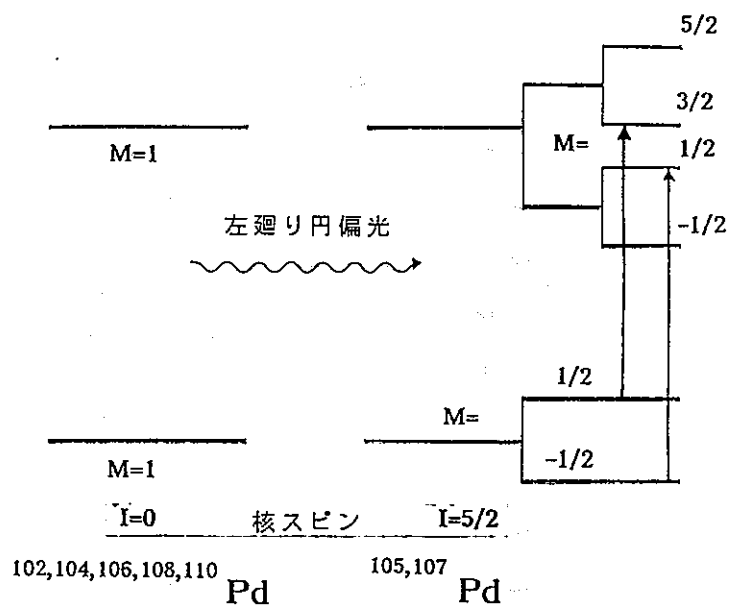 5/2
3/2
M=1
M=
1/2
左廻り円偏光
-1/2
1/2
M=
M=1
-1/2
I=0 核スピン I=5/2
102,104,106,108,110 Pd 105,107 Pd